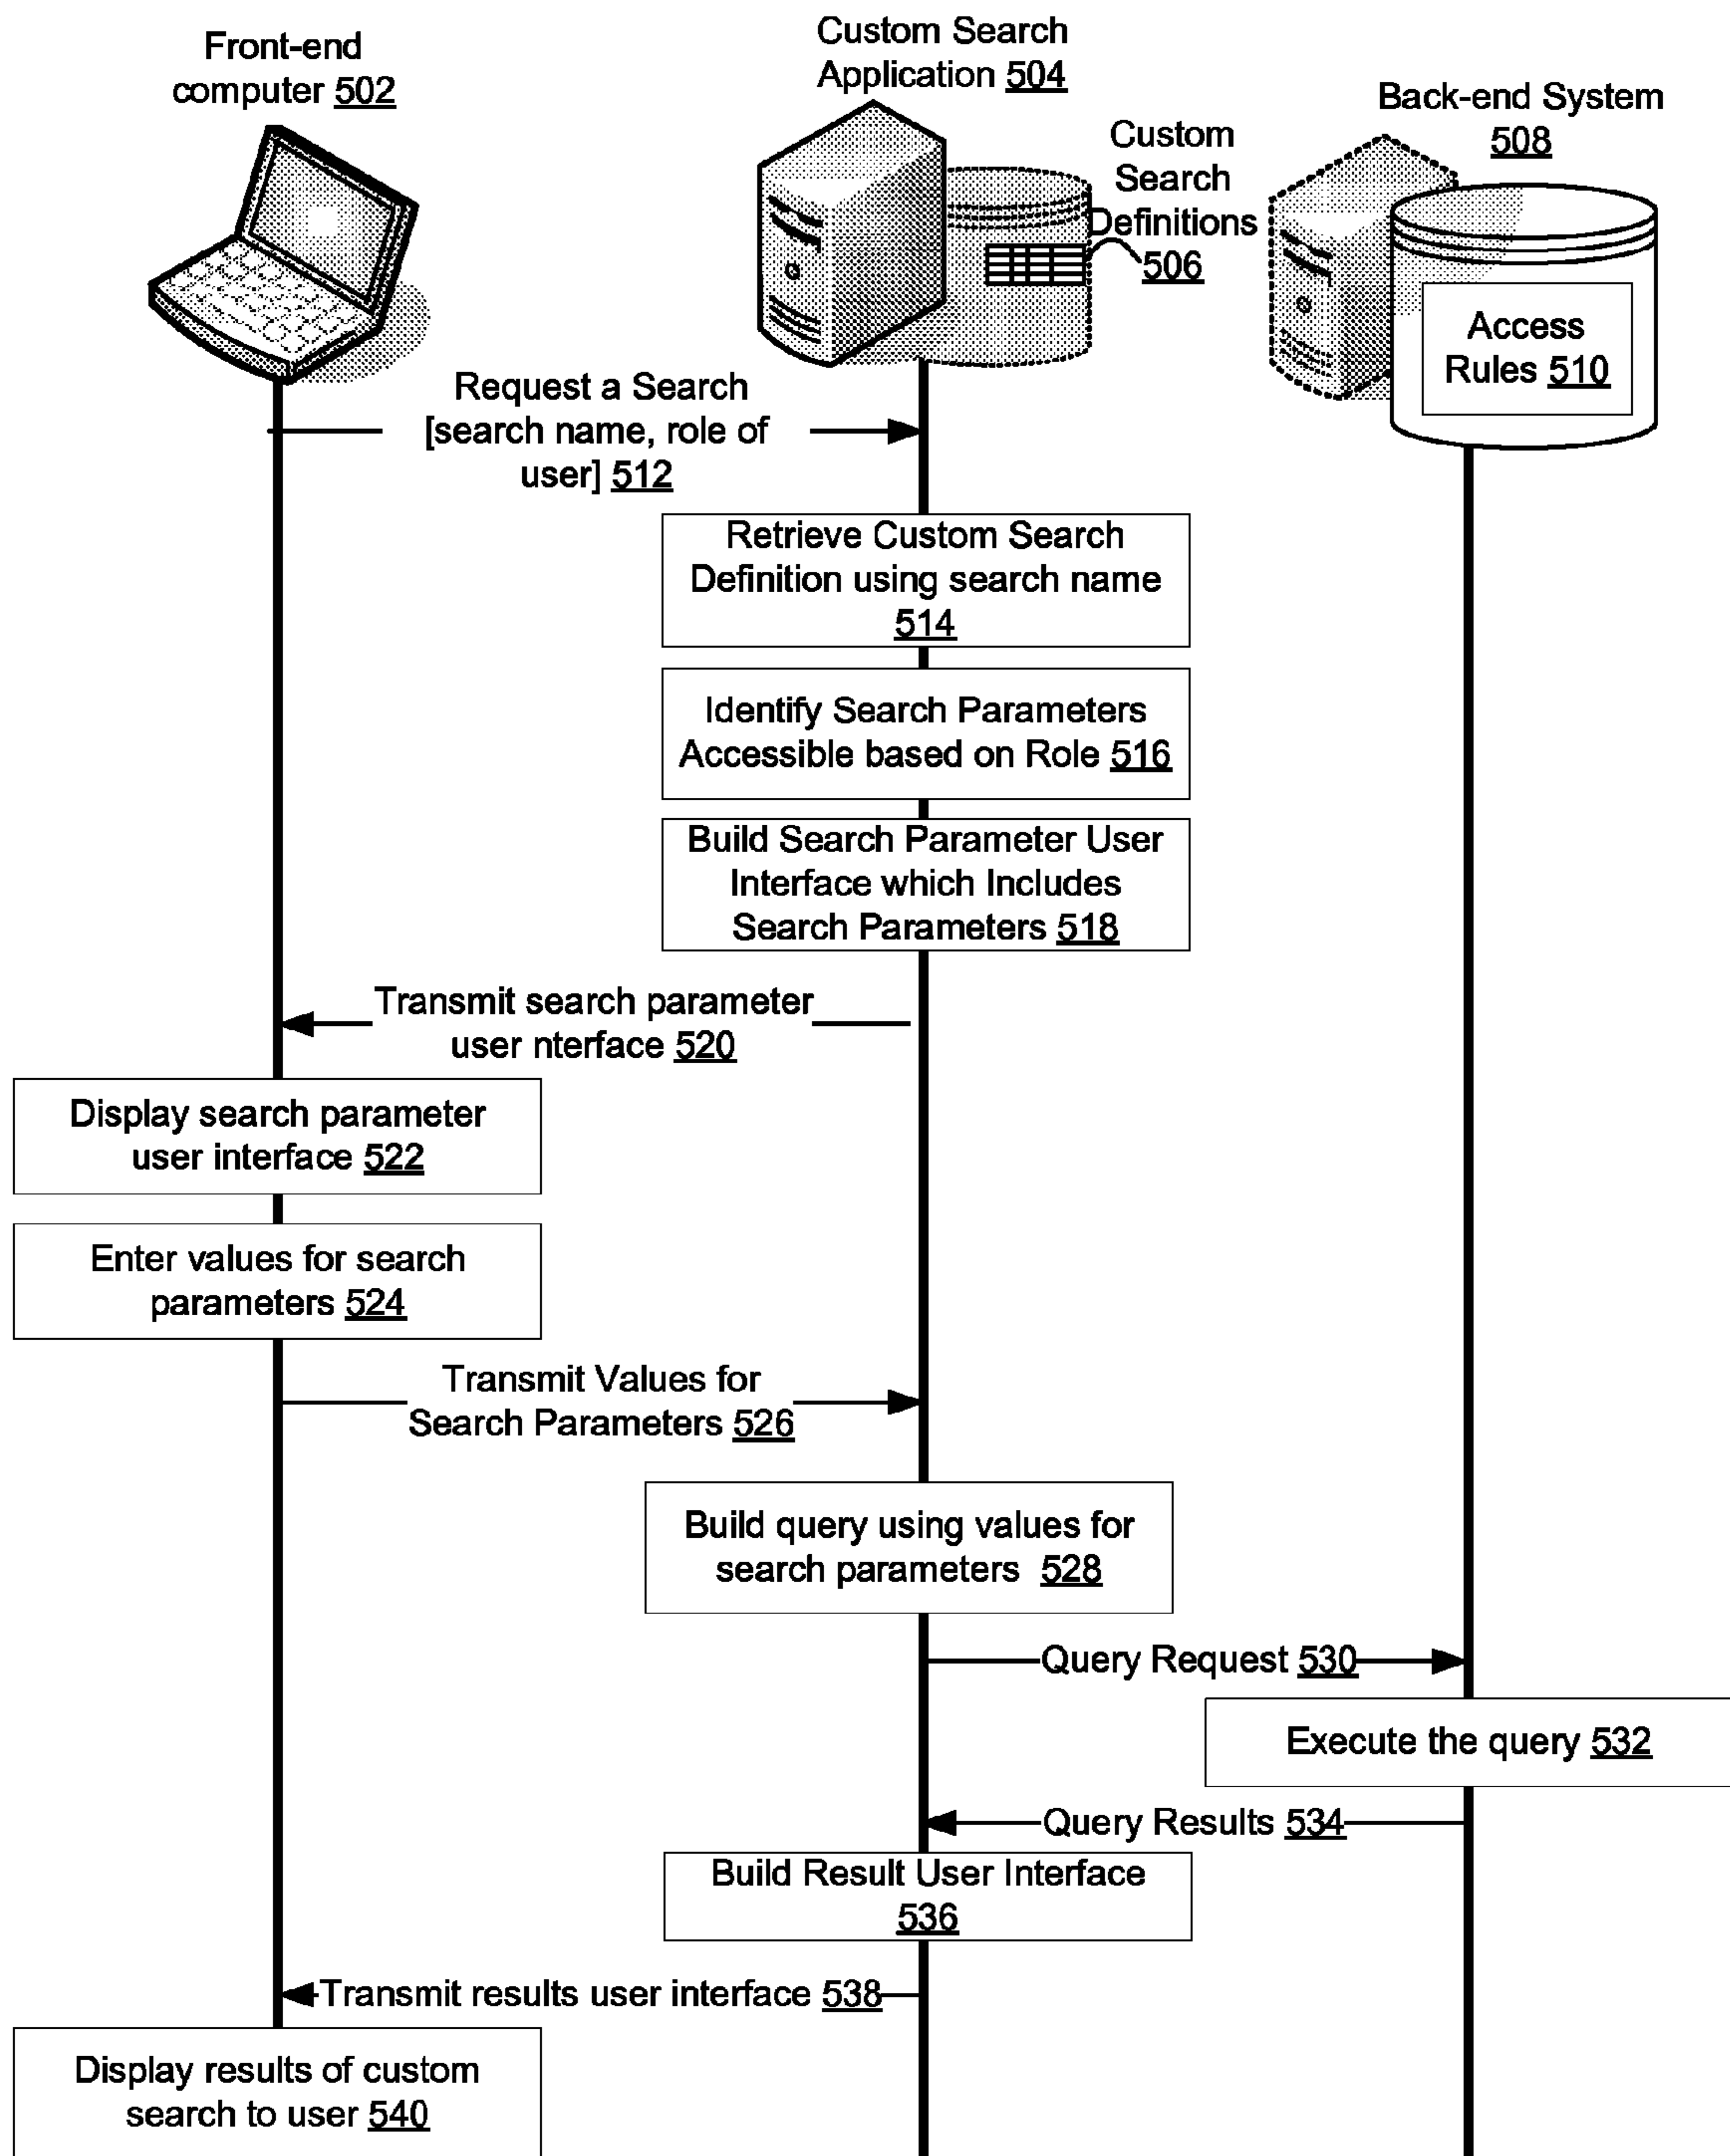 Front-end
computer 502
Custom Search
Application 504
Custom
Search
Definitions
506
Back-end System
508
Access
Rules 510
Request a Search
[search name, role of
user] 512
Retrieve Custom Search
Definition using search name
514
Identify Search Parameters
Accessible based on Role 516
Build Search Parameter User
Interface which Includes
Search Parameters 518
Transmit search parameter
user nterface 520
Display search parameter
user interface 522
Enter values for search
parameters 524
Transmit Values for
Search Parameters 526
Build query using values for
search parameters 528
Query Request 530
Execute the query 532
Query Results 534
Build Result User Interface
536
Transmit results user interface 538
Display results of custom
search to user 540